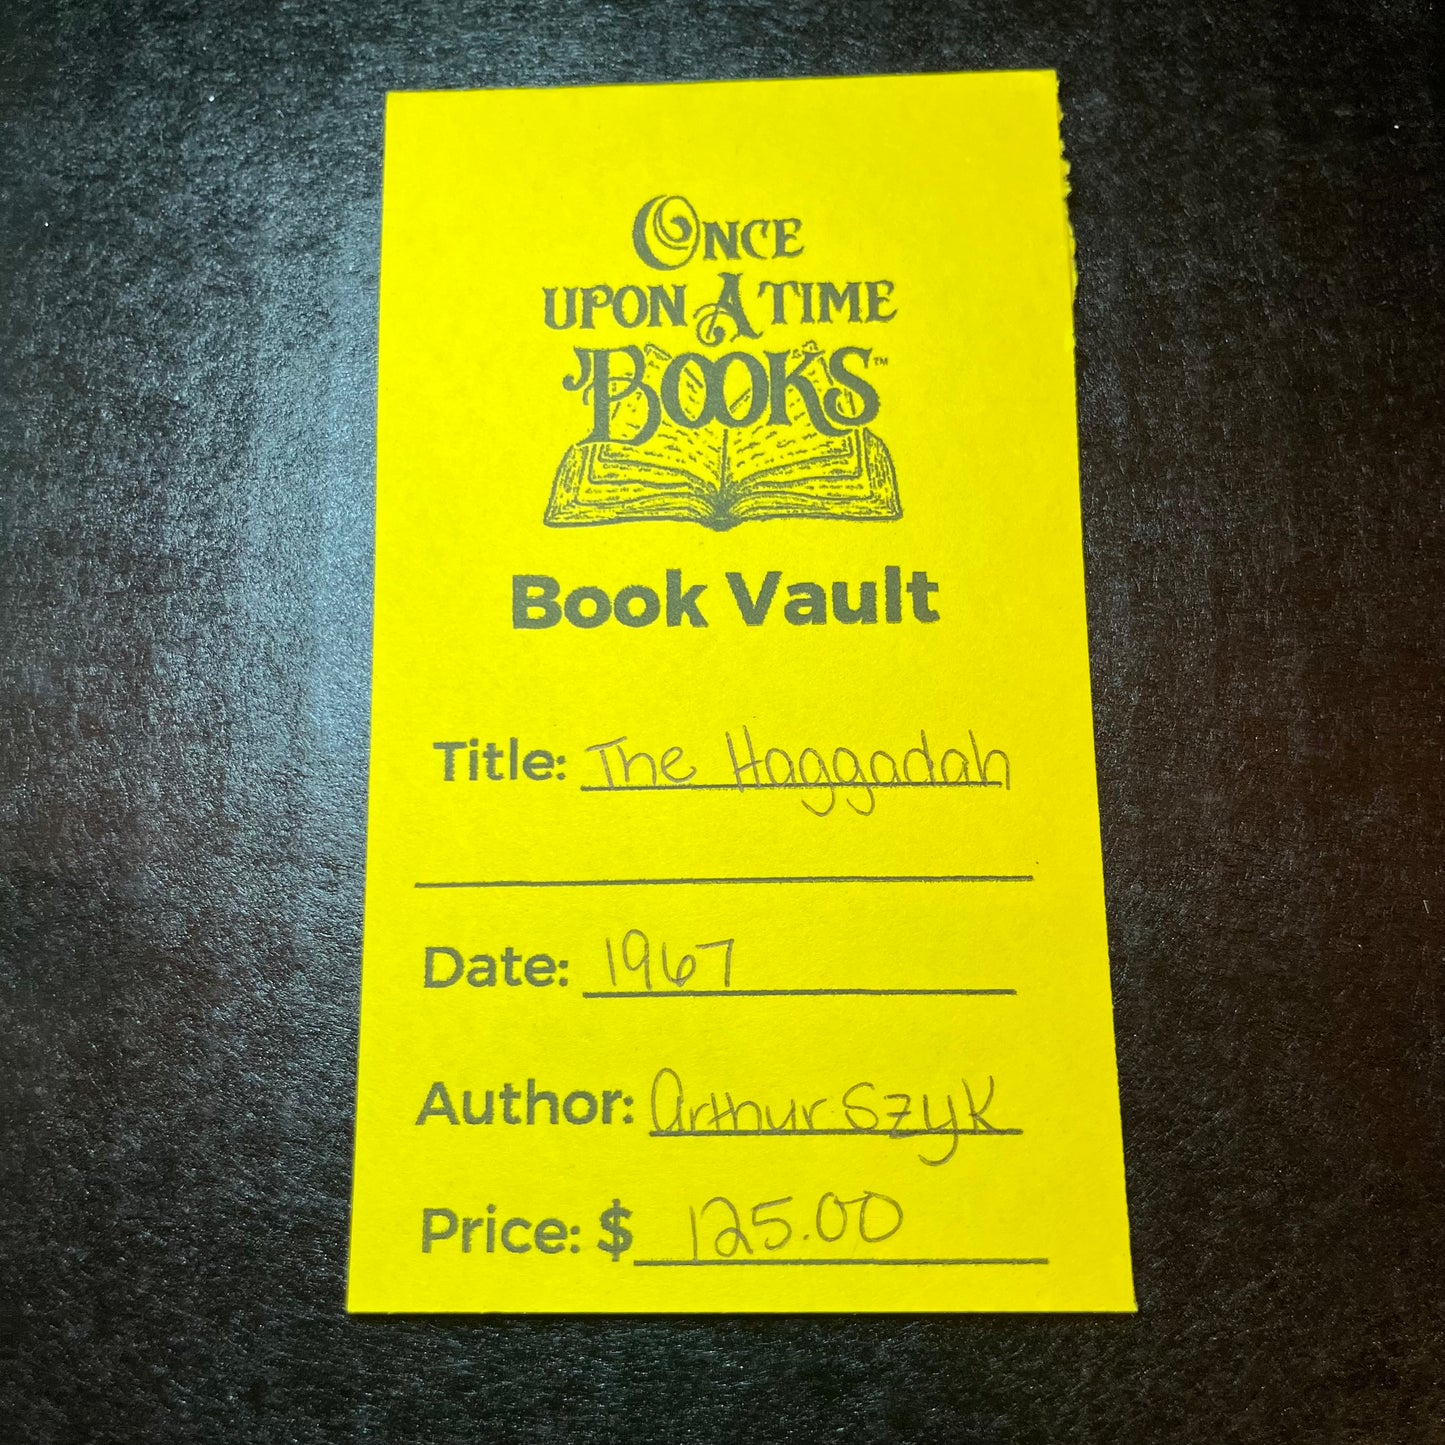 Once
upon A time
Books™
Book Vault
Title: The Haggadah
Date: 1967
Author: Arthur Szyk
Price: $ 125.00